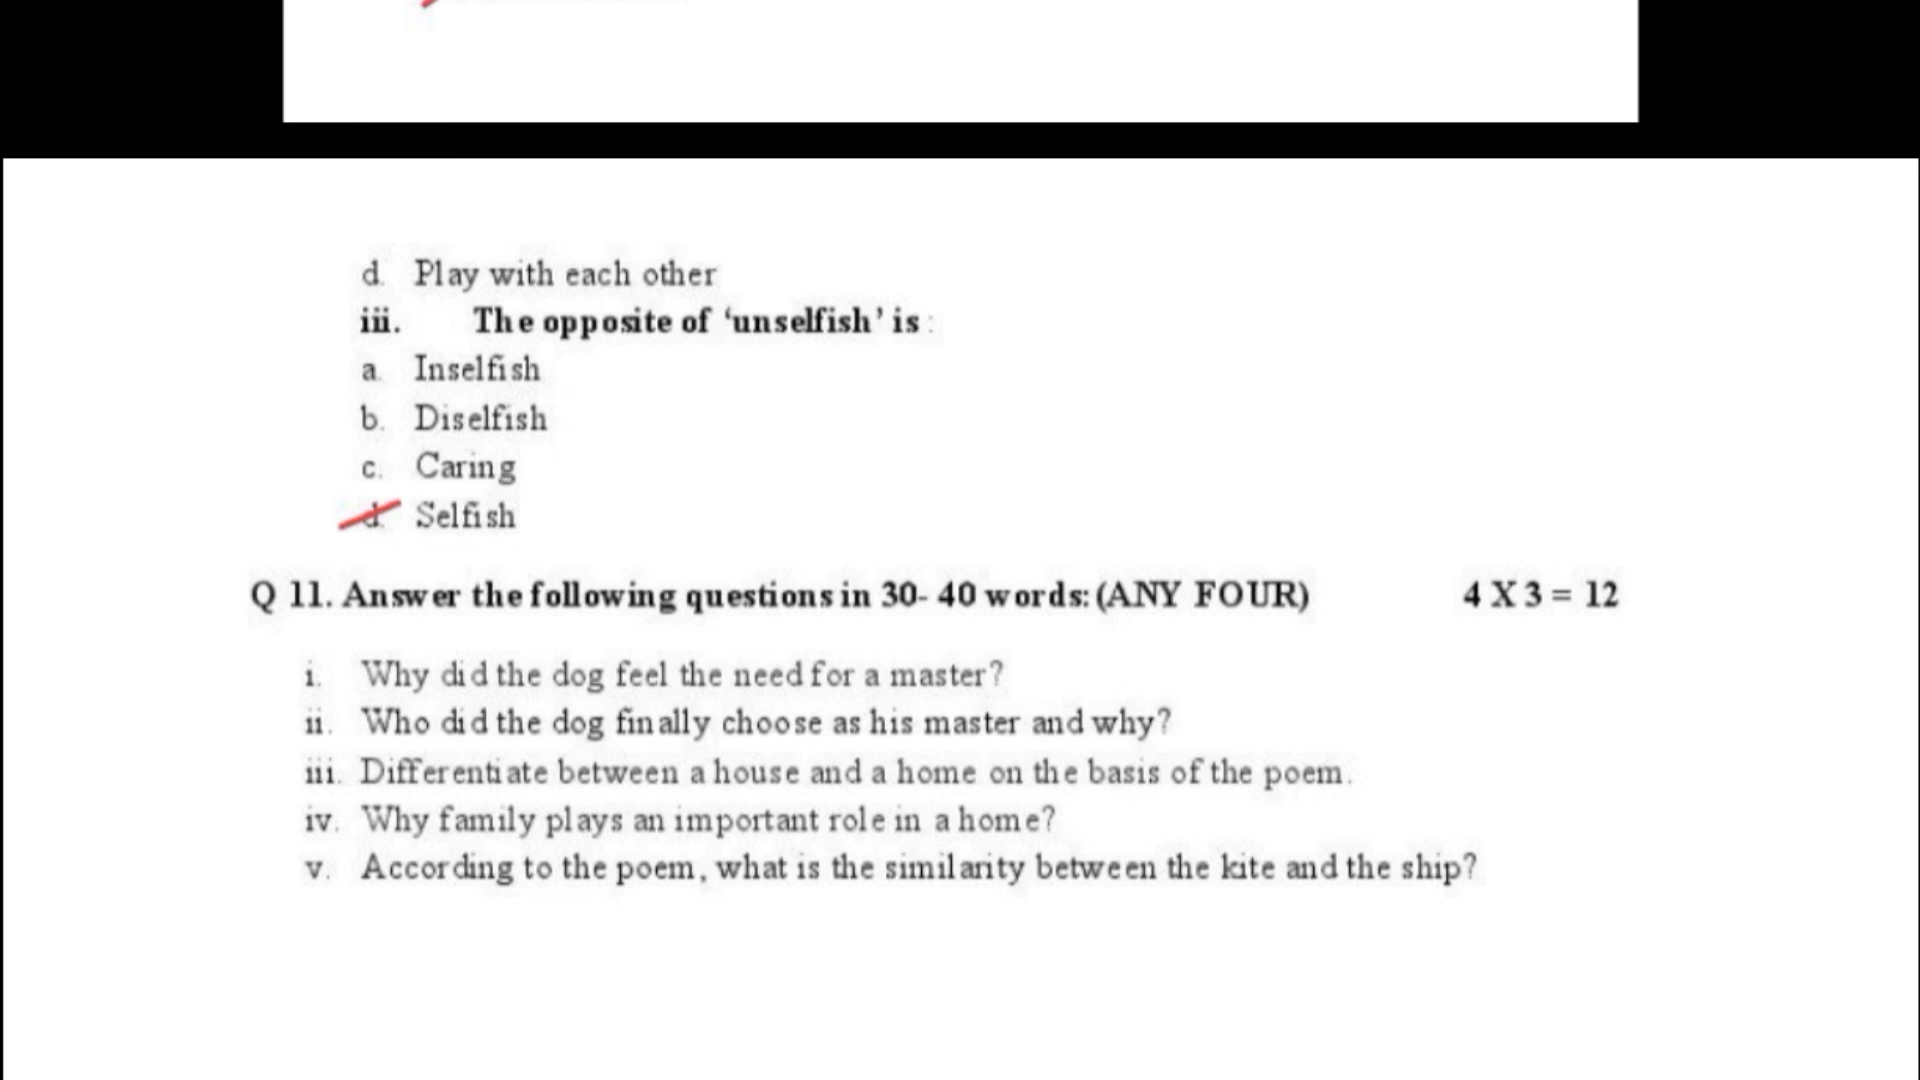 d. Play with each other
iii. The opposite of ‘unselfish’ is :
a. Inselfish
b. Diselfish
c. Caring
d. Selfish
Q 11. Answer the following questions in 30- 40 words: (ANY FOUR) 4 X 3 = 12
i. Why did the dog feel the need for a master?
ii. Who did the dog finally choose as his master and why?
iii. Differentiate between a house and a home on the basis of the poem.
iv. Why family plays an important role in a home?
v. According to the poem, what is the similarity between the kite and the ship?